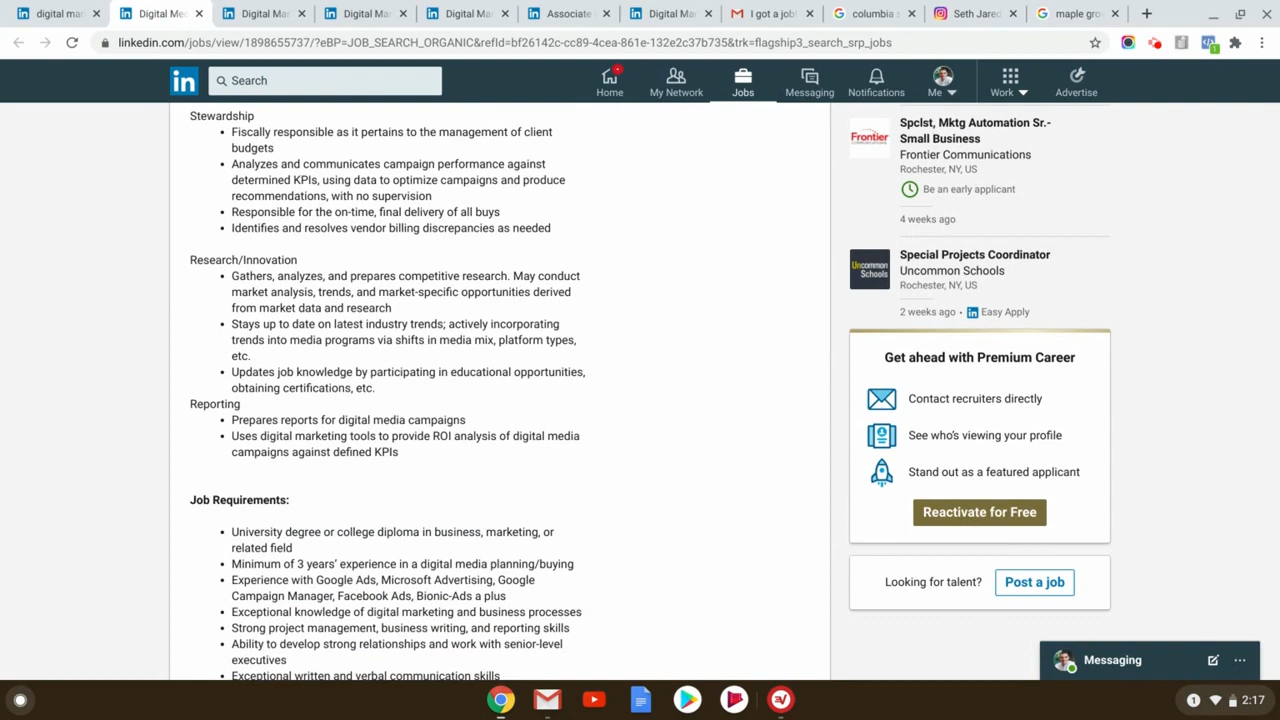 digital mar
Digital Me
Digital Mar
Digital Mar
Digital Mar
Associate
Digital Mar
I got a job!
columbia s
Seth Jared
maple gro
linkedin.com/jobs/view/1898655737/?eBP=JOB_SEARCH_ORGANIC&refId=bf26142c-cc89-4cea-861e-132e2c37b735&trk=flagship3_search_srp_jobs
in
Search
Home
My Network
Jobs
Messaging
Notifications
Me
Work
Advertise
Stewardship
• Fiscally responsible as it pertains to the management of client
budgets
• Analyzes and communicates campaign performance against
determined KPIs, using data to optimize campaigns and produce
recommendations, with no supervision
• Responsible for the on-time, final delivery of all buys
• Identifies and resolves vendor billing discrepancies as needed
Research/Innovation
• Gathers, analyzes, and prepares competitive research. May conduct
market analysis, trends, and market-specific opportunities derived
from market data and research
• Stays up to date on latest industry trends; actively incorporating
trends into media programs via shifts in media mix, platform types,
etc.
• Updates job knowledge by participating in educational opportunities,
obtaining certifications, etc.
Reporting
• Prepares reports for digital media campaigns
• Uses digital marketing tools to provide ROI analysis of digital media
campaigns against defined KPIs
Job Requirements:
• University degree or college diploma in business, marketing, or
related field
• Minimum of 3 years' experience in a digital media planning/buying
• Experience with Google Ads, Microsoft Advertising, Google
Campaign Manager, Facebook Ads, Bionic-Ads a plus
• Exceptional knowledge of digital marketing and business processes
• Strong project management, business writing, and reporting skills
• Ability to develop strong relationships and work with senior-level
executives
• Exceptional written and verbal communication skills
Frontier
Spclst, Mktg Automation Sr.-
Small Business
Frontier Communications
Rochester, NY, US
Be an early applicant
4 weeks ago
Uncommon
Schools
Special Projects Coordinator
Uncommon Schools
Rochester, NY, US
2 weeks ago • in Easy Apply
Get ahead with Premium Career
Contact recruiters directly
See who's viewing your profile
Stand out as a featured applicant
Reactivate for Free
Looking for talent?
Post a job
Messaging
1
2:17